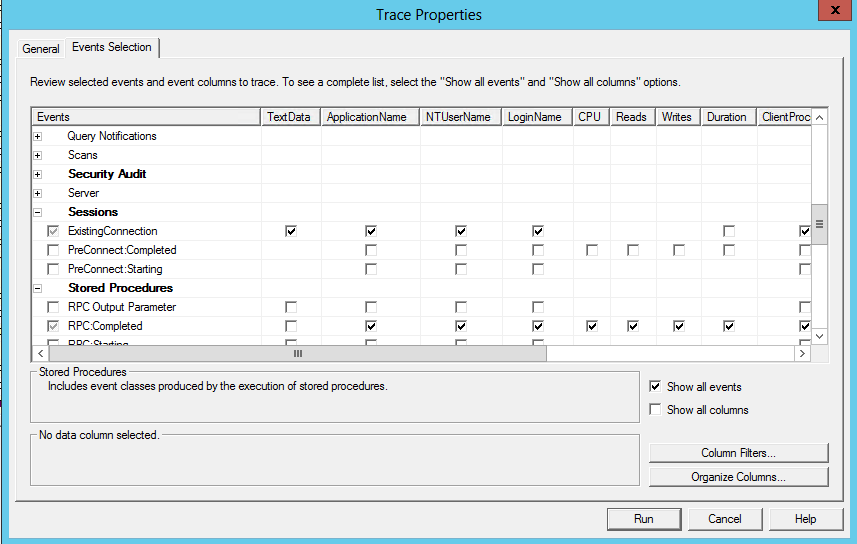 Trace Properties
x
General Events Selection
Review selected events and event columns to trace. To see a complete list, select the "Show all events" and "Show all columns" options.
Events TextData ApplicationName NTUserName LoginName CPU Reads Writes Duration ClientProc
Query Notifications
Scans
Security Audit
Server
Sessions
ExistingConnection
PreConnect:Completed
PreConnect:Starting
Stored Procedures
RPC Output Parameter
RPC:Completed
RPC:Starting
Stored Procedures
Includes event classes produced by the execution of stored procedures.
Show all events
Show all columns
No data column selected.
Column Filters...
Organize Columns...
Run Cancel Help